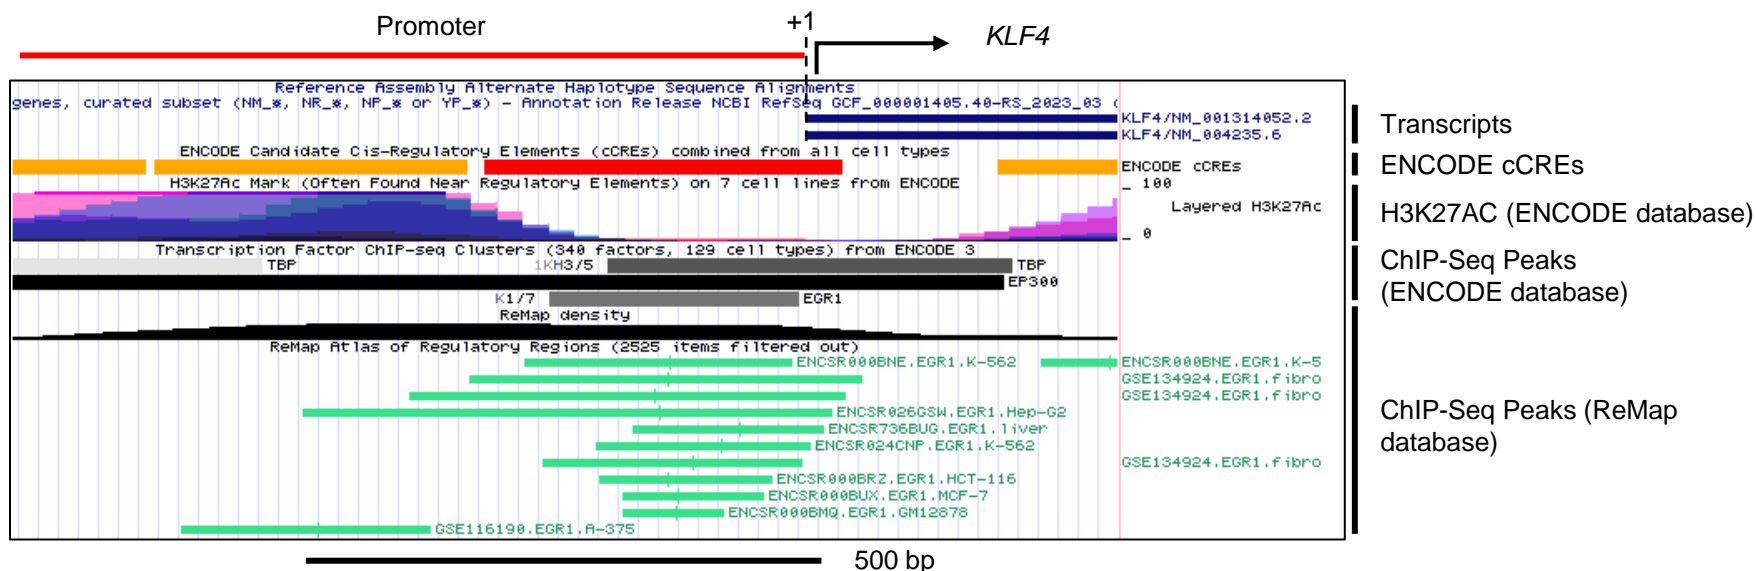 Promoter
+1
KLF4
Reference Assembly Alternate Haplotype Sequence Alignments
genes, curated subset (NM_*, NR_*, NP_* or YP_*) - Annotation Release NCBI RefSeq GCF_000001405.40-RS_2023_03 (
KLF4/NM_001314052.2
KLF4/NM_004235.6
Transcripts
ENCODE Candidate Cis-Regulatory Elements (cCREs) combined from all cell types
ENCODE cCREs
ENCODE cCREs
H3K27Ac Mark (Often Found Near Regulatory Elements) on 7 cell lines from ENCODE
100
Layered H3K27Ac
0
H3K27AC (ENCODE database)
Transcription Factor ChIP-seq Clusters (340 factors, 129 cell types) from ENCODE 3
TBP
1KH3/5
TBP
EP300
K1/7
EGR1
ChIP-Seq Peaks
(ENCODE database)
ReMap density
ReMap Atlas of Regulatory Regions (2525 items filtered out)
ENCSR000BNE.EGR1.K-562
ENCSR000BNE.EGR1.K-5
GSE134924.EGR1.fibro
GSE134924.EGR1.fibro
ENCSR026GSW.EGR1.Hep-G2
ENCSR736BUG.EGR1.liver
ENCSR024CNP.EGR1.K-562
GSE134924.EGR1.fibro
ENCSR000BRZ.EGR1.HCT-116
ENCSR000BUX.EGR1.MCF-7
ENCSR000BMQ.EGR1.GM12878
GSE116190.EGR1.A-375
ChIP-Seq Peaks (ReMap
database)
500 bp